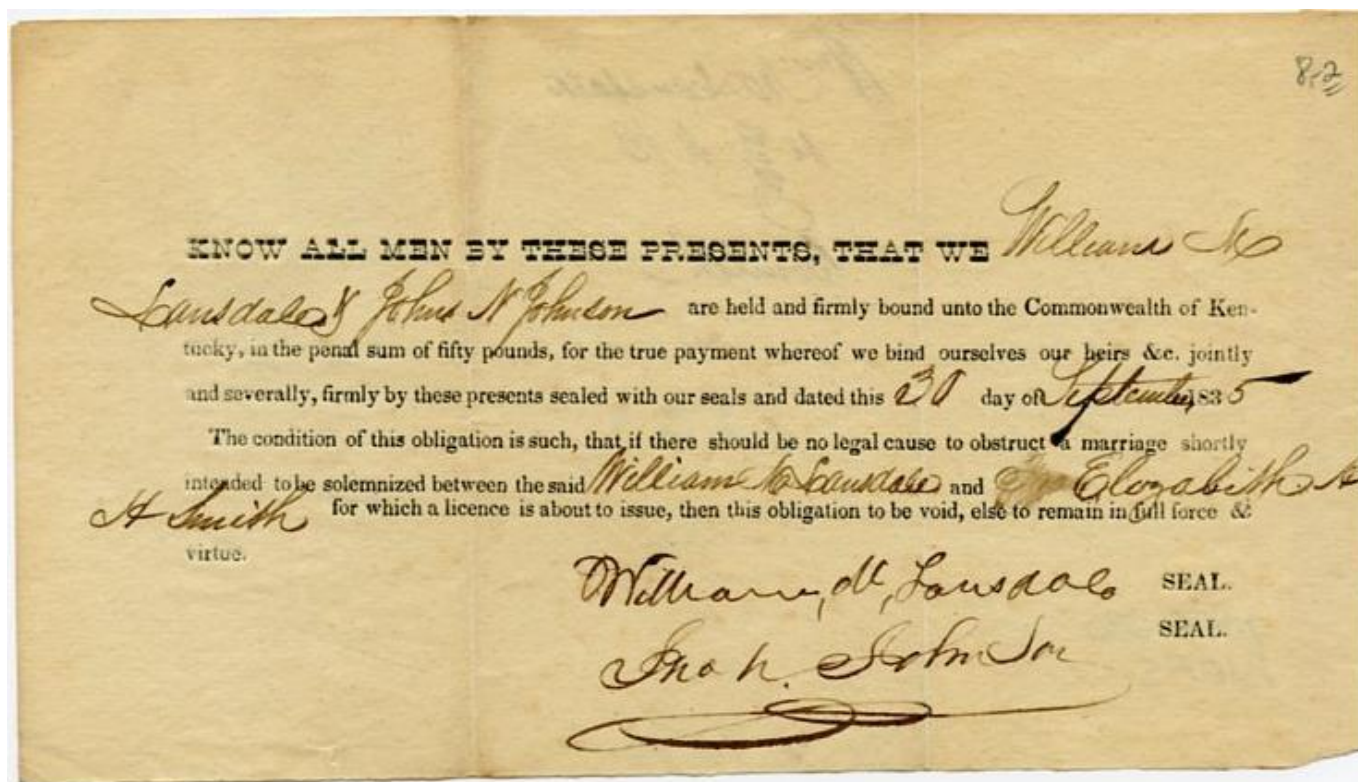 8,2
KNOW ALL MEN BY THESE PRESENTS, THAT WE William M
Lansdale & John N Johnson are held and firmly bound unto the Commonwealth of Ken-
tucky, in the penal sum of fifty pounds, for the true payment whereof we bind ourselves our heirs &c. jointly
and severally, firmly by these presents sealed with our seals and dated this 30 day of September 1835
The condition of this obligation is such, that if there should be no legal cause to obstruct a marriage shortly
intended to be solemnized between the said William M Lansdale and Elozabith A
H Smith for which a licence is about to issue, then this obligation to be void, else to remain in full force &
virtue.
William, M, Lansdale SEAL.
SEAL.
Jno N. Johnson